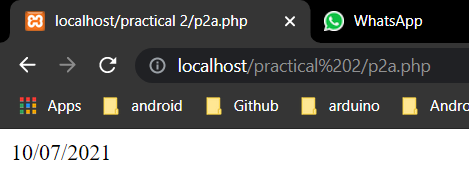 localhost/practical 2/p2a.php
WhatsApp
localhost/practical%202/p2a.php
Apps android Github arduino Andro
10/07/2021